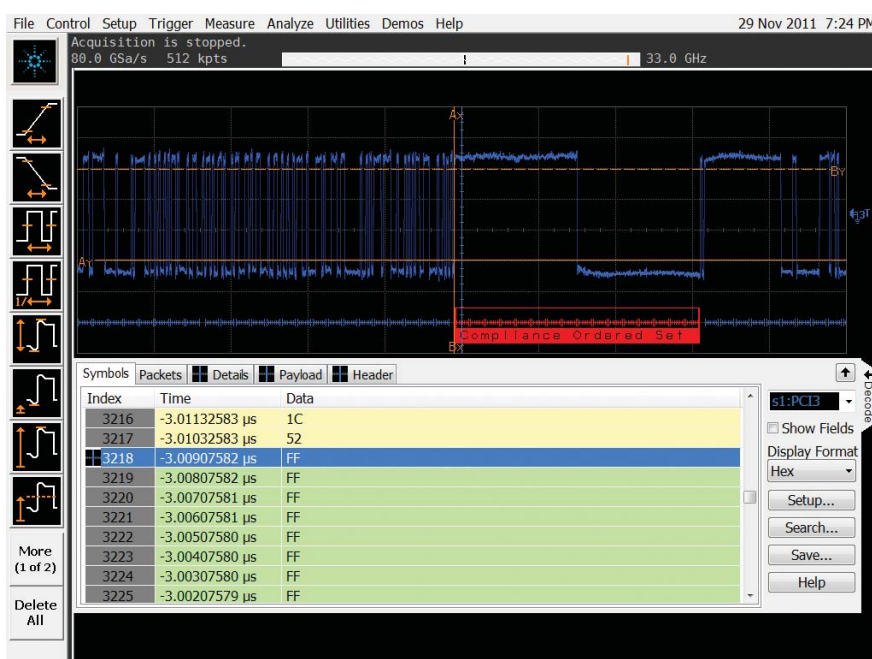 File Control Setup Trigger Measure Analyze Utilities Demos Help 29 Nov 2011 7:24 PM
Acquisition is stopped.
80.0 GSa/s 512 kpts 33.0 GHz
Ax
By
Ay
Compliance Ordered Set
Bx
1/
More
(1 of 2)
Delete
All
Symbols Packets Details Payload Header
Index Time Data
3216 -3.01132583 µs 1C
3217 -3.01032583 µs 52
3218 -3.00907582 µs FF
3219 -3.00807582 µs FF
3220 -3.00707581 µs FF
3221 -3.00607581 µs FF
3222 -3.00507580 µs FF
3223 -3.00407580 µs FF
3224 -3.00307580 µs FF
3225 -3.00207579 µs FF
s1:PCI3
Show Fields
Display Format
Hex
Setup...
Search...
Save...
Help
Decode